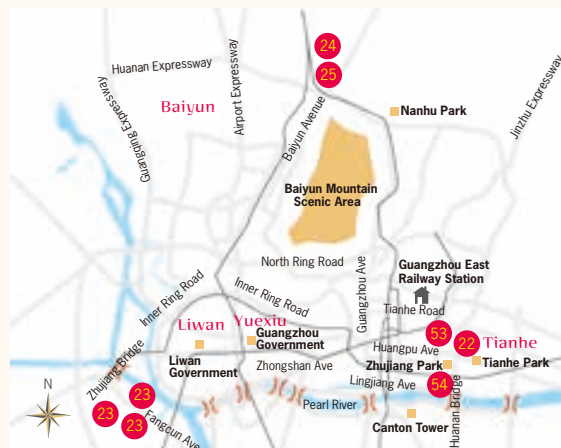 24
25
Huanan Expressway
Baiyun
Airport Expressway
Guangqing Expressway
Baiyun Avenue
Nanhu Park
Jinzhu Expressway
Baiyun Mountain
Scenic Area
North Ring Road
Guangzhou Ave
Guangzhou East
Railway Station
Inner Ring Road
Inner Ring Road
Tianhe Road
Liwan
Yuexiu
Guangzhou
Government
53
22
Tianhe
Huangpu Ave
Liwan
Government
Zhongshan Ave
Zhujiang Park
Tianhe Park
Zhujiang Bridge
Lingjiang Ave
54
Huanan Bridge
N
23
23
23
Fangcun Ave
Pearl River
Canton Tower